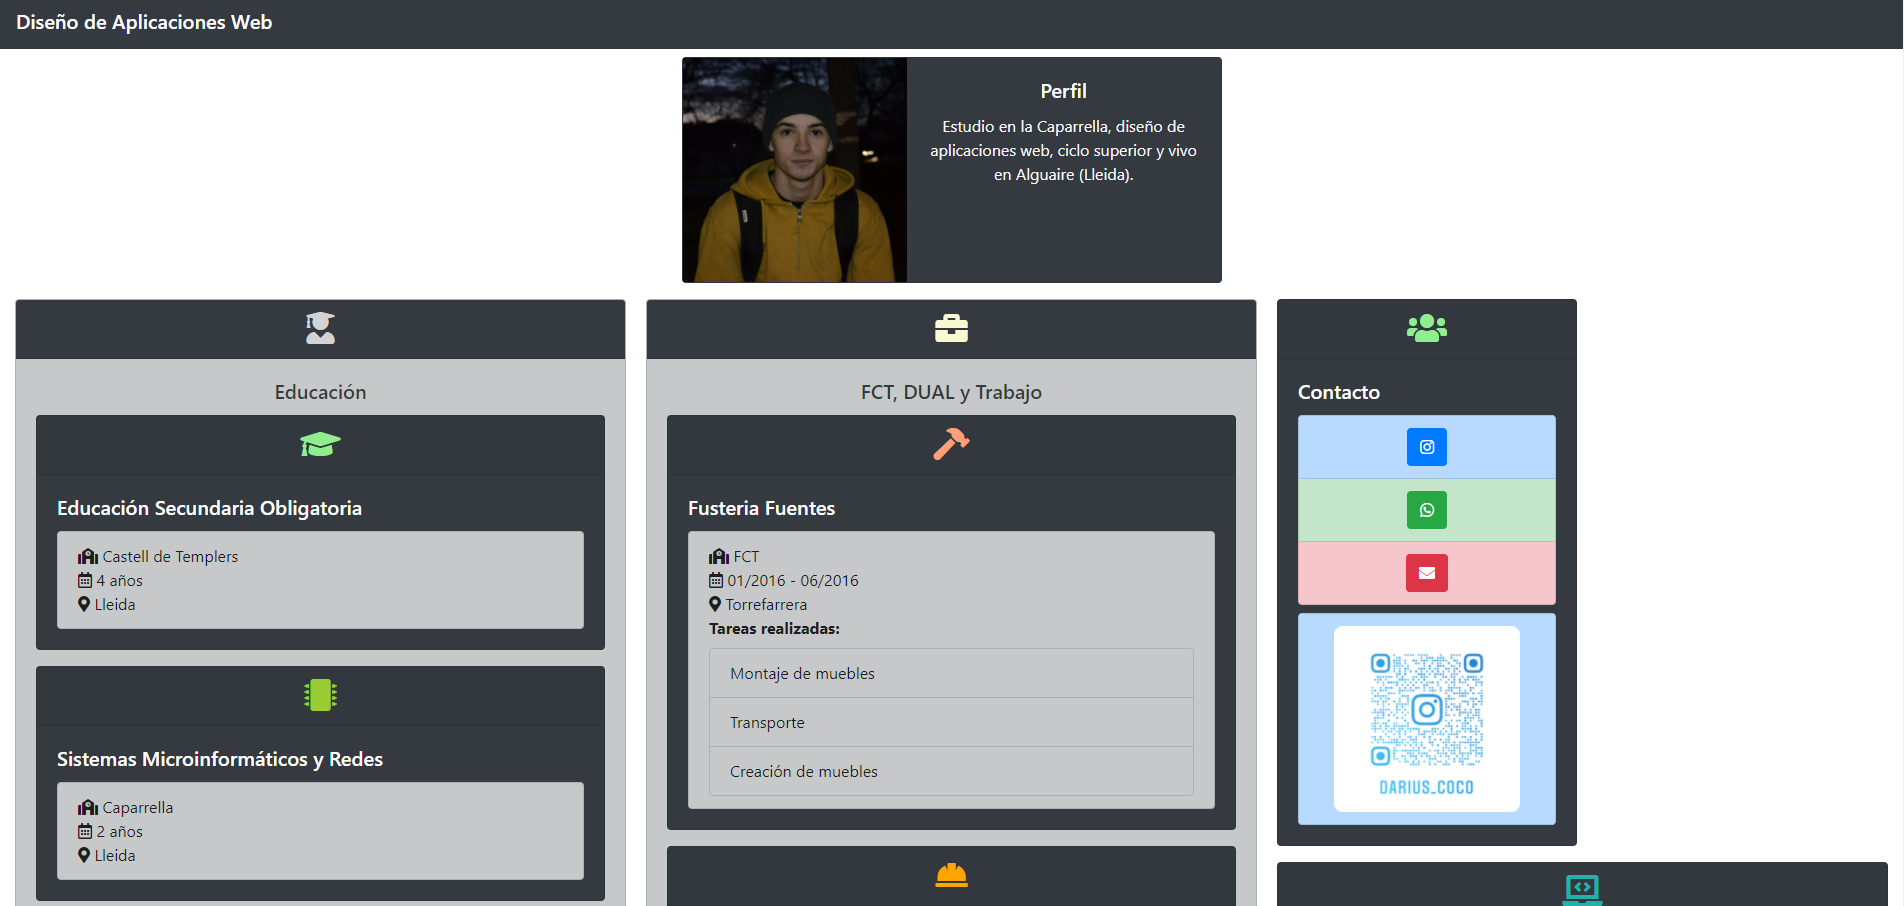 Diseño de Aplicaciones Web
Perfil
Estudio en la Caparrella, diseño de
aplicaciones web, ciclo superior y vivo
en Alguaire (Lleida).
Educación
Educación Secundaria Obligatoria
Castell de Templers
4 años
Lleida
Sistemas Microinformáticos y Redes
Caparrella
2 años
Lleida
FCT, DUAL y Trabajo
Fusteria Fuentes
FCT
01/2016 - 06/2016
Torrefarrera
Tareas realizadas:
Montaje de muebles
Transporte
Creación de muebles
Contacto
DARIUS_COCO